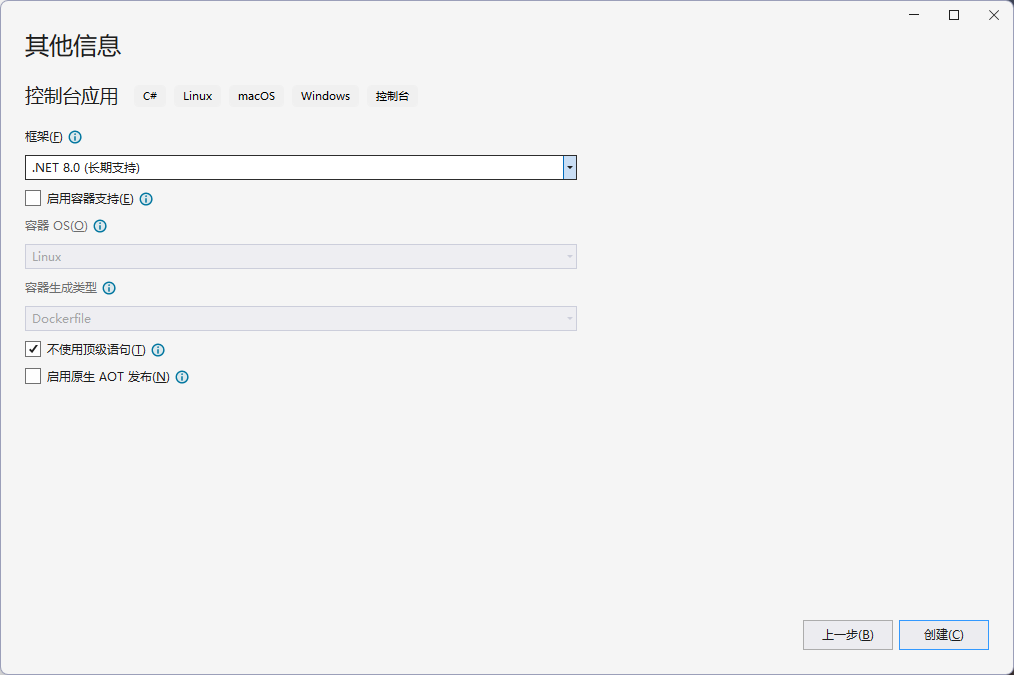 其他信息
控制台应用 C# Linux macOS Windows 控制台
框架(F)
.NET 8.0 (长期支持)
启用容器支持(E)
容器 OS(O)
Linux
容器生成类型
Dockerfile
不使用顶级语句(T)
启用原生 AOT 发布(N)
上一步(B) 创建(C)